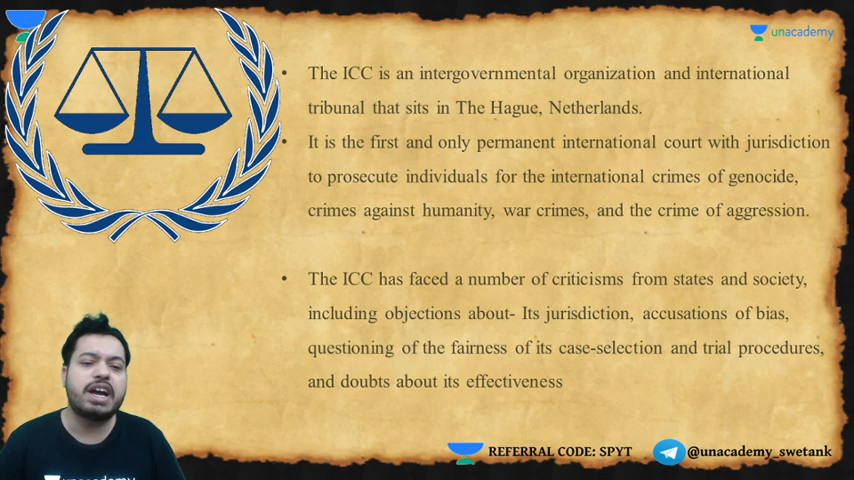 unacademy
• The ICC is an intergovernmental organization and international
tribunal that sits in The Hague, Netherlands.
• It is the first and only permanent international court with jurisdiction
to prosecute individuals for the international crimes of genocide,
crimes against humanity, war crimes, and the crime of aggression.
• The ICC has faced a number of criticisms from states and society,
including objections about- Its jurisdiction, accusations of bias,
questioning of the fairness of its case-selection and trial procedures,
and doubts about its effectiveness
REFERRAL CODE: SPYT
@unacademy_swetank
unacademy